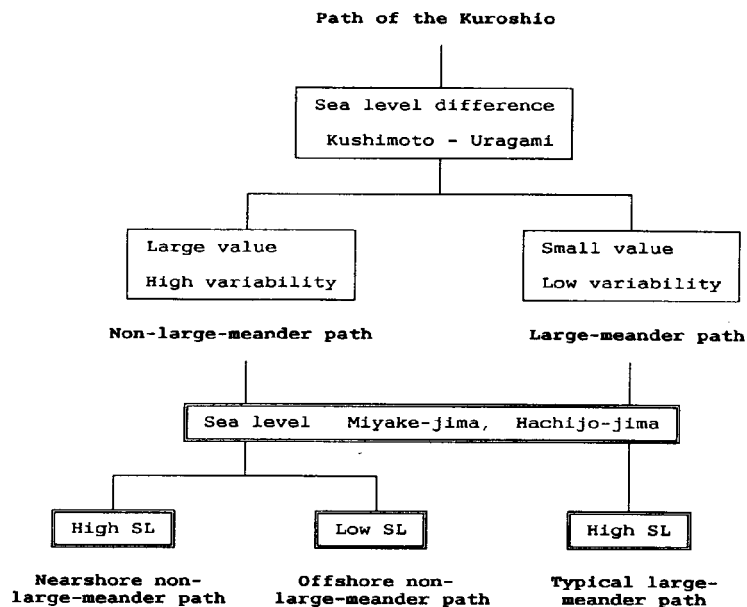 Path of the Kuroshio
Sea level difference
Kushimoto - Uragami
Large value
High variability
Small value
Low variability
Non-large-meander path
Large-meander path
Sea level Miyake-jima, Hachijo-jima
High SL
Low SL
High SL
Nearshore non-
large-meander path
Offshore non-
large-meander path
Typical large-
meander path